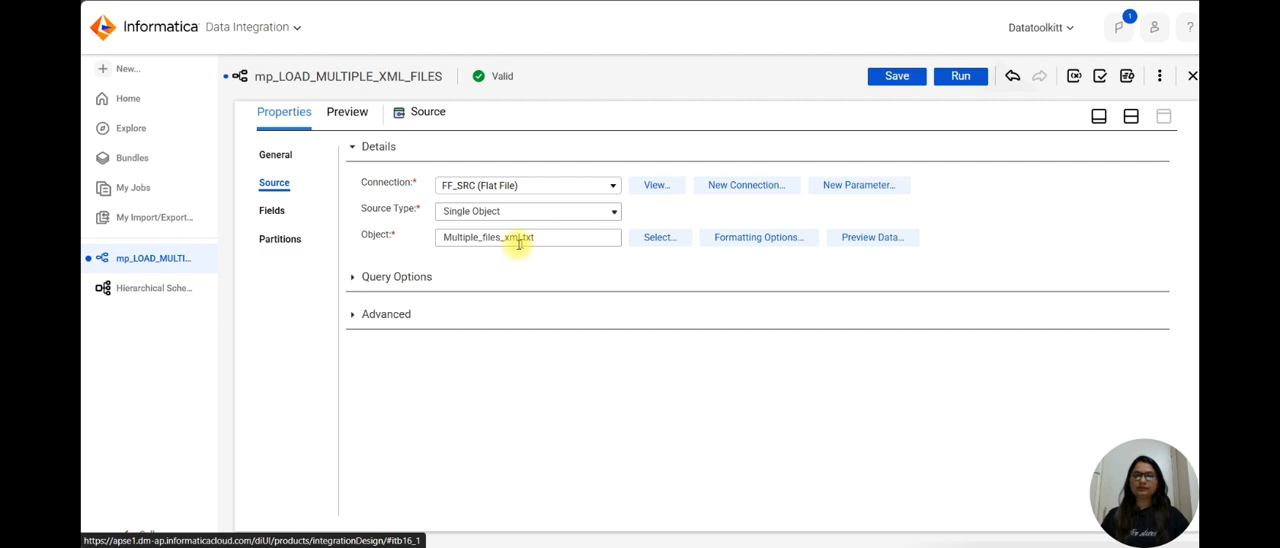 Informatica Data Integration
Datatoolkitt
1
?
New...
mp_LOAD_MULTIPLE_XML_FILES
Valid
Save
Run
Home
Explore
Bundles
My Jobs
My Import/Export...
mp_LOAD_MULTI...
Hierarchical Sche...
Properties
Preview
Source
General
Source
Fields
Partitions
Details
Connection:*
FF_SRC (Flat File)
View...
New Connection...
New Parameter...
Source Type:*
Single Object
Object:*
Multiple_files_xml.txt
Select...
Formatting Options...
Preview Data...
Query Options
Advanced
https://apse1.dm-ap.informaticacloud.com/diUI/products/integrationDesign/#itb16_1